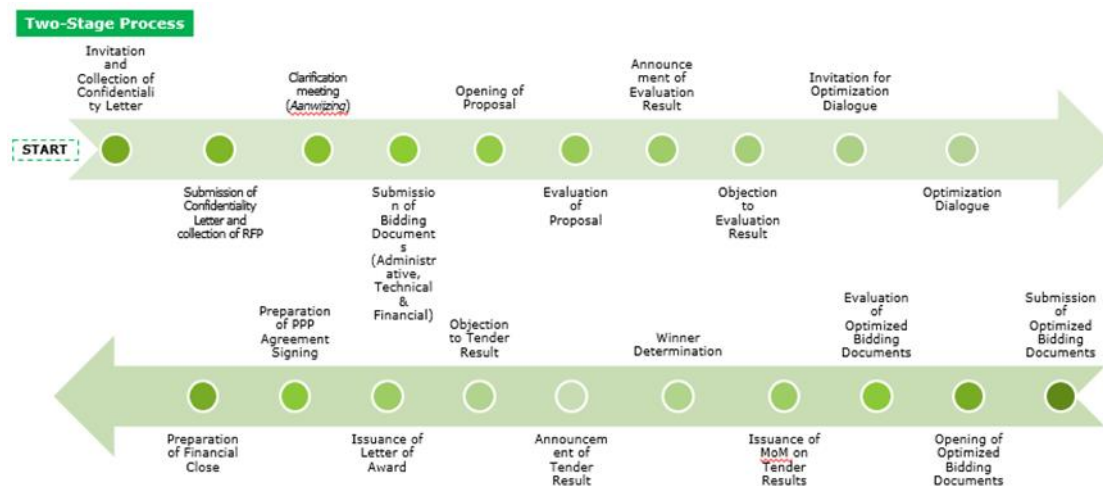 Two-Stage Process
START
Invitation
and
Collection of
Confidentiali
ty Letter
Submission of
Confidentiality
Letter and
collection of RFP
Clarification
meeting
(Aanwijzing)
Submissio
n of
Bidding
Document
s
(Administr
ative,
Technical
&
Financial)
Opening of
Proposal
Evaluation
of
Proposal
Announce
ment of
Evaluation
Result
Objection
to
Evaluation
Result
Invitation for
Optimization
Dialogue
Optimization
Dialogue
Submission
of
Optimized
Bidding
Documents
Opening of
Optimized
Bidding
Documents
Evaluation
of
Optimized
Bidding
Documents
Issuance of
MoM on
Tender
Results
Winner
Determination
Announcem
ent of
Tender
Result
Objection
to Tender
Result
Issuance of
Letter of
Award
Preparation
of PPP
Agreement
Signing
Preparation
of Financial
Close